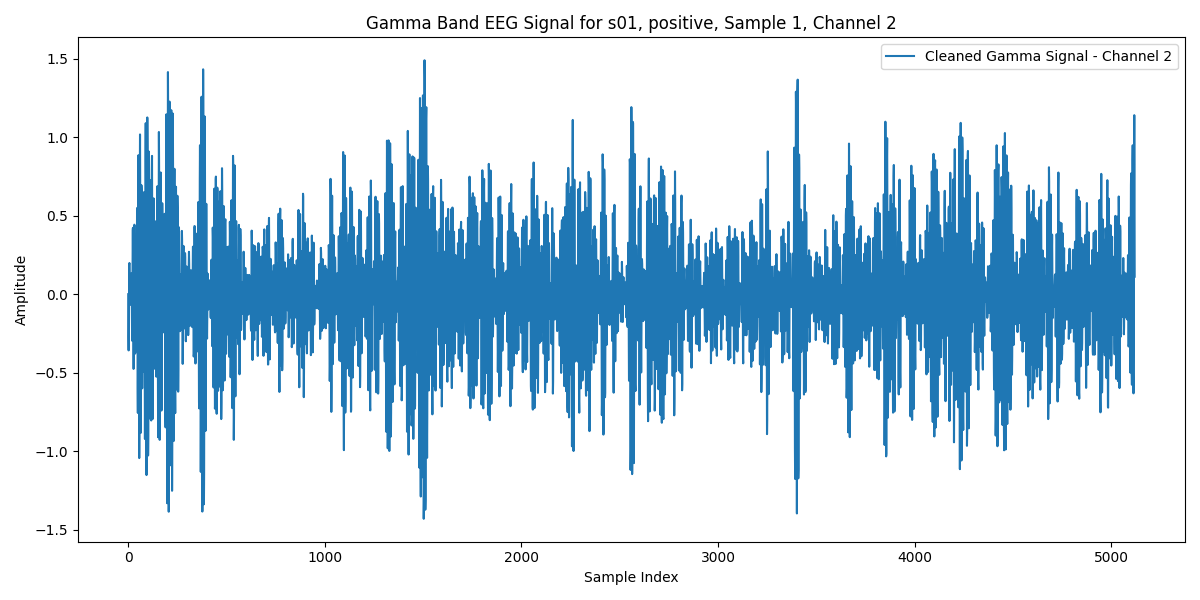 Gamma Band EEG Signal for s01, positive, Sample 1, Channel 2
Cleaned Gamma Signal - Channel 2
Amplitude
1.5
1.0
0.5
0.0
−0.5
−1.0
−1.5
0 1000 2000 3000 4000 5000
Sample Index